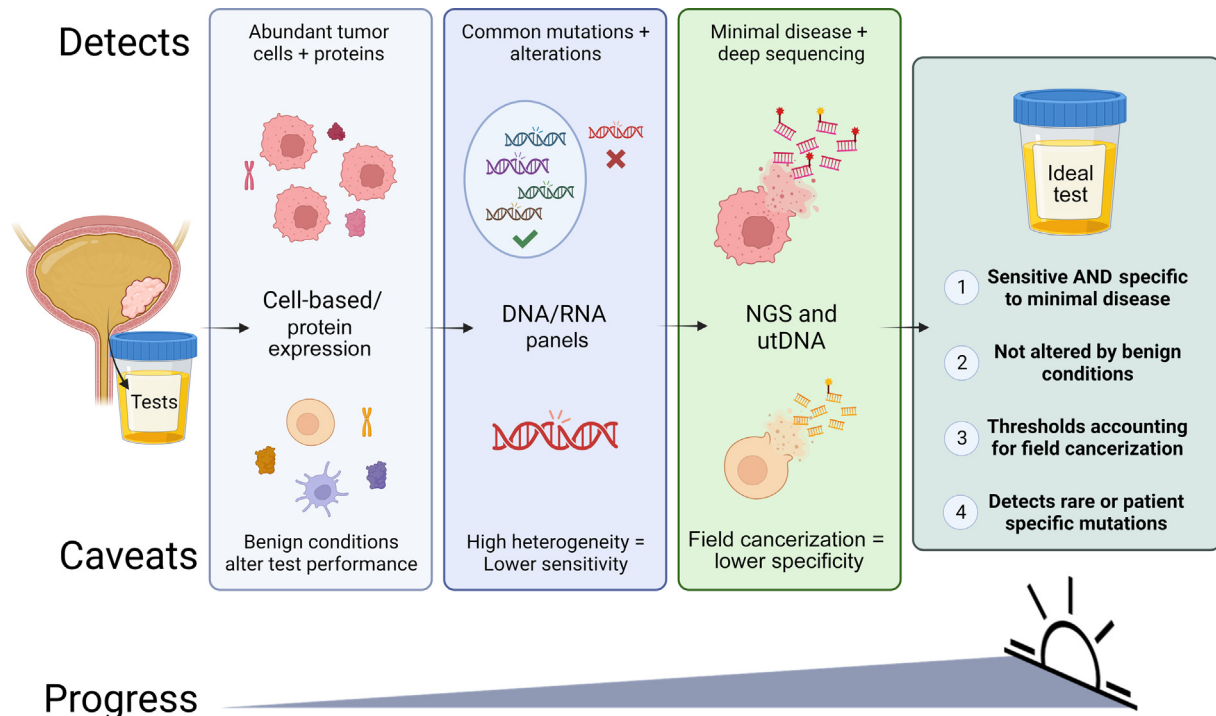 Detects
Abundant tumor
cells + proteins
Common mutations +
alterations
Minimal disease +
deep sequencing
Ideal
test
Tests
Cell-based/
protein
expression
DNA/RNA
panels
NGS and
utDNA
1 Sensitive AND specific
to minimal disease
2 Not altered by benign
conditions
3 Thresholds accounting
for field cancerization
4 Detects rare or patient
specific mutations
Caveats
Benign conditions
alter test performance
High heterogeneity =
Lower sensitivity
Field cancerization =
lower specificity
Progress